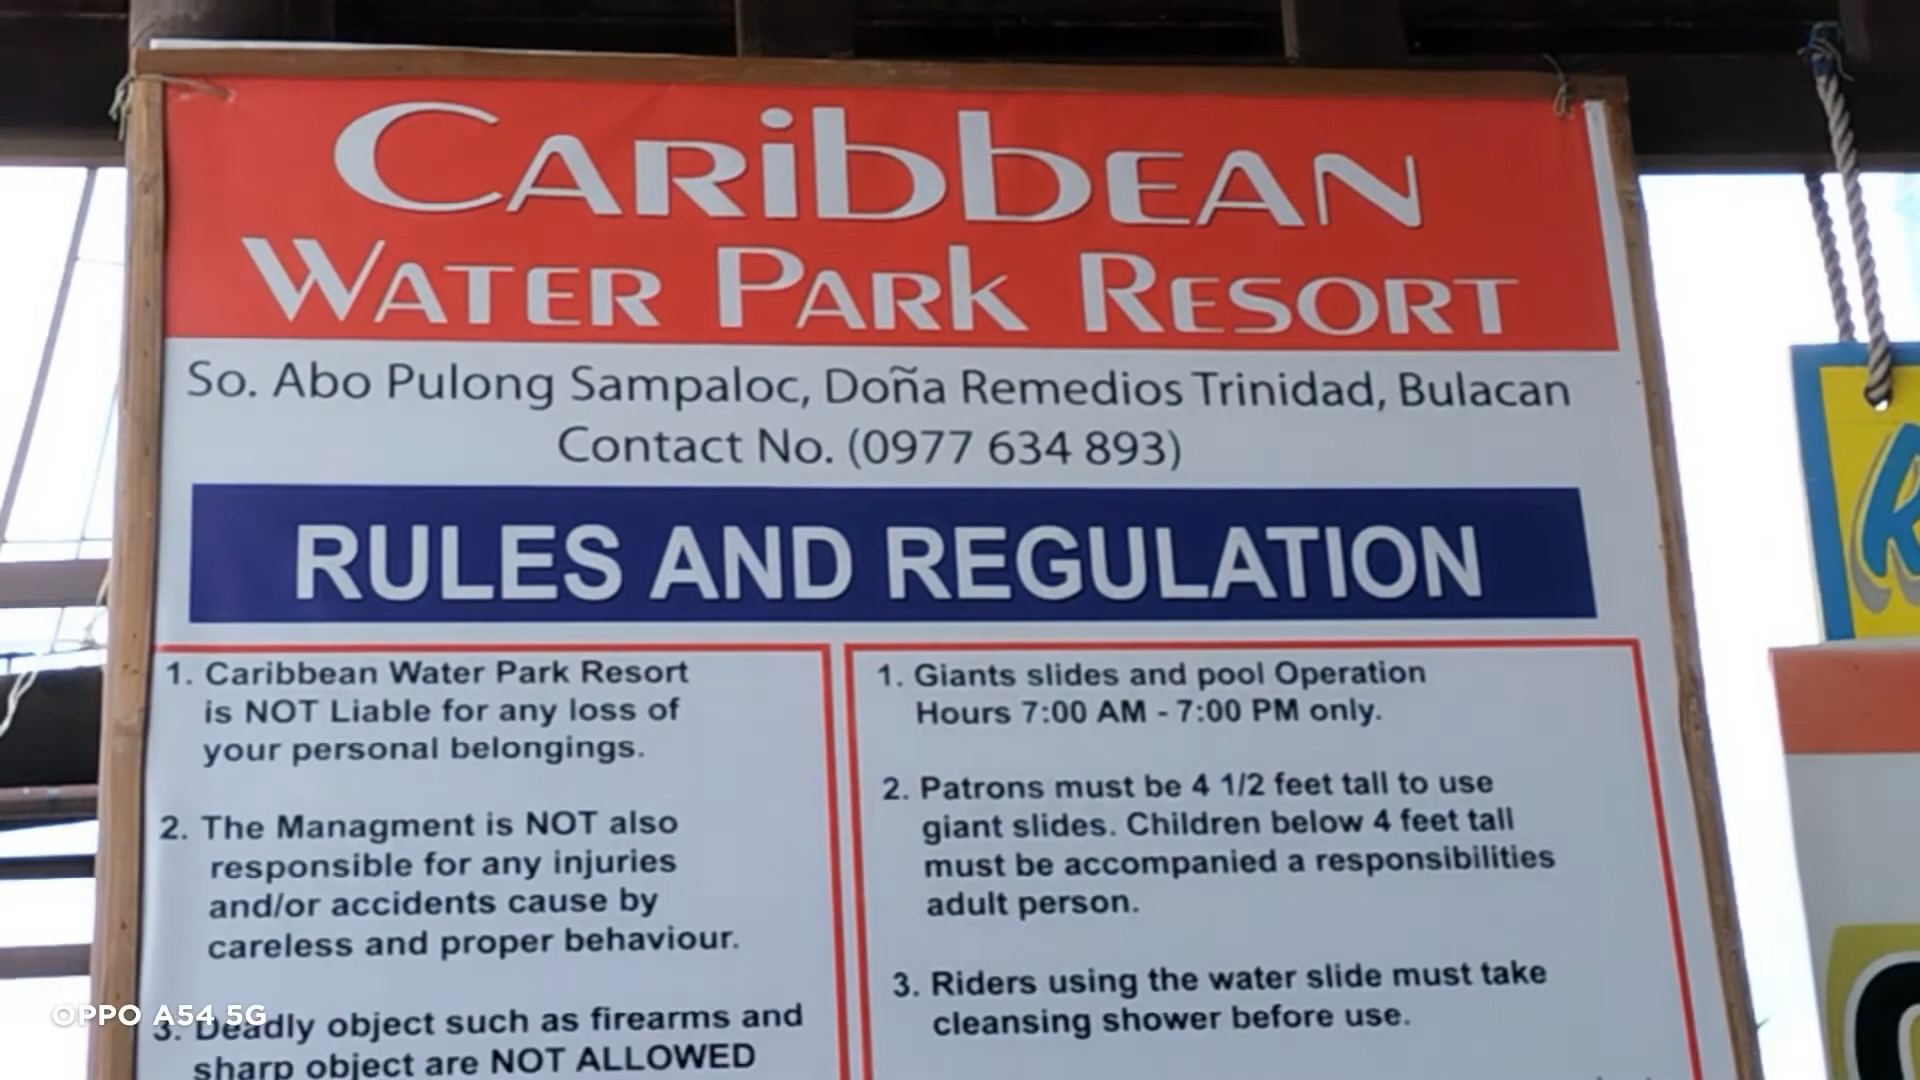 Caribbean
Water Park Resort
So. Abo Pulong Sampaloc, Doña Remedios Trinidad, Bulacan
Contact No. (0977 634 893)
RULES AND REGULATION
1. Caribbean Water Park Resort
is NOT Liable for any loss of
your personal belongings.
2. The Managment is NOT also
responsible for any injuries
and/or accidents cause by
careless and proper behaviour.
3. Deadly object such as firearms and
sharp object are NOT ALLOWED
1. Giants slides and pool Operation
Hours 7:00 AM - 7:00 PM only.
2. Patrons must be 4 1/2 feet tall to use
giant slides. Children below 4 feet tall
must be accompanied a responsibilities
adult person.
3. Riders using the water slide must take
cleansing shower before use.
OPPO A54 5G